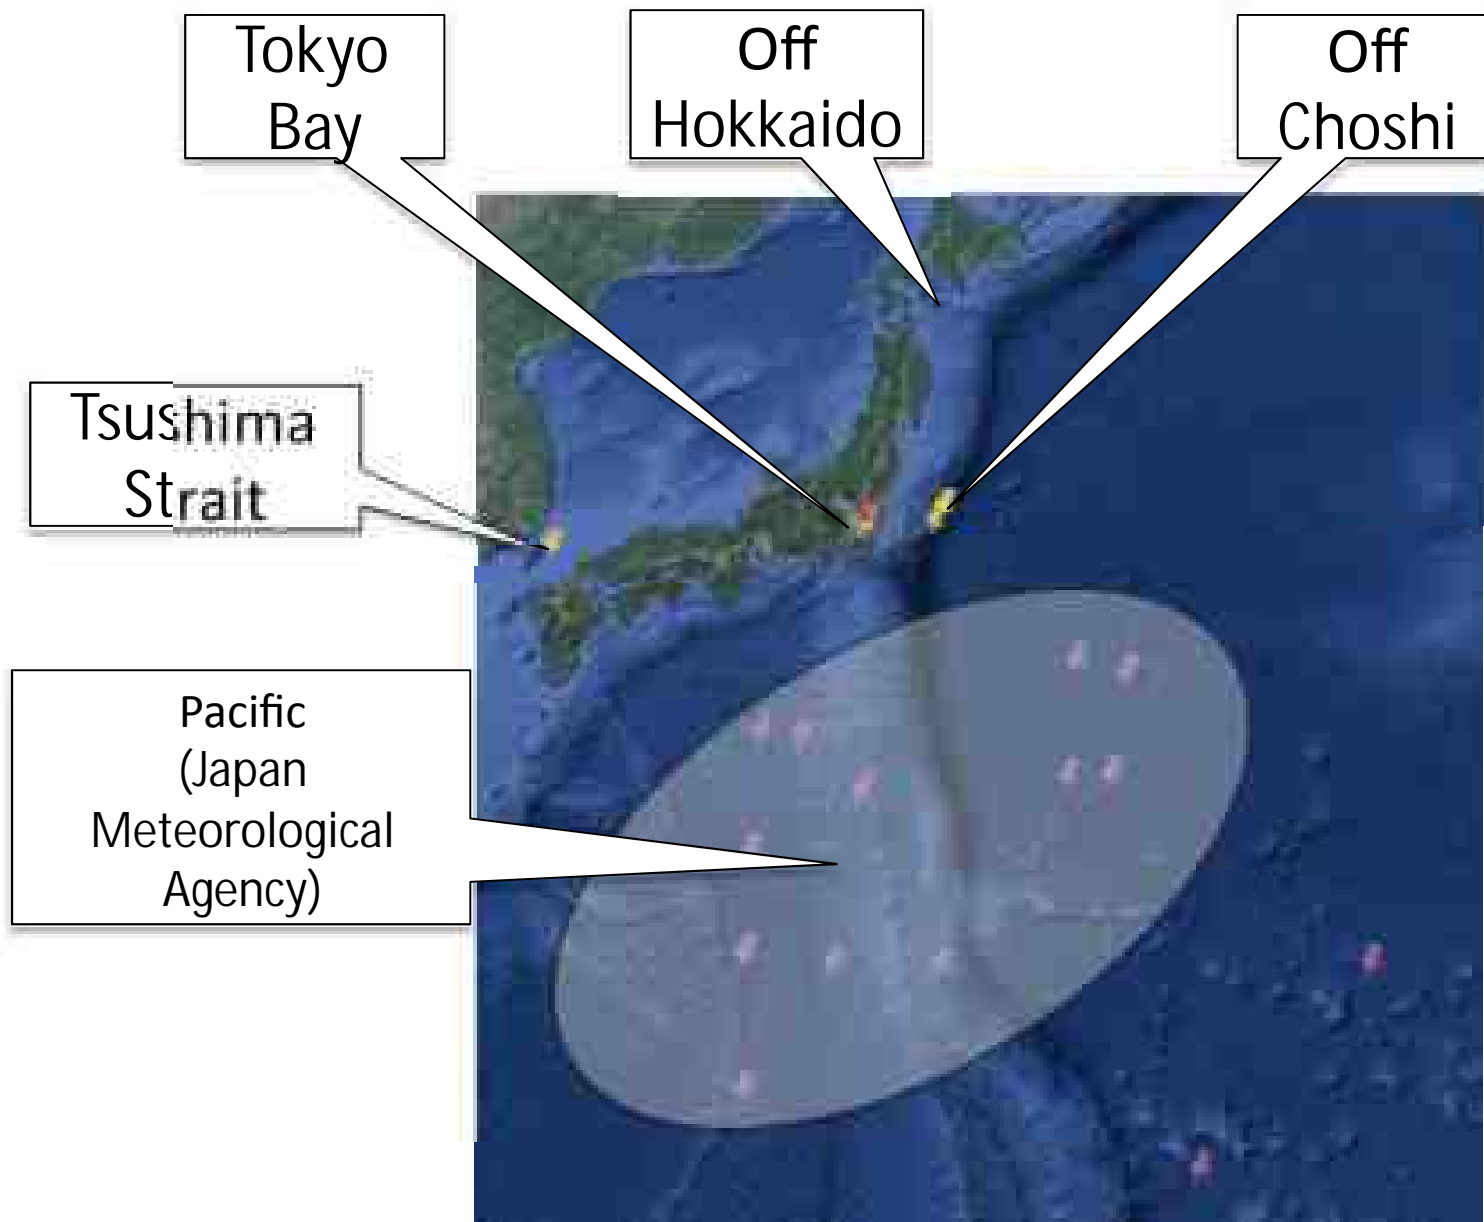 Tokyo
Bay
Off
Hokkaido
Off
Choshi
Tsushima
Strait
Pacific
(Japan
Meteorological
Agency)